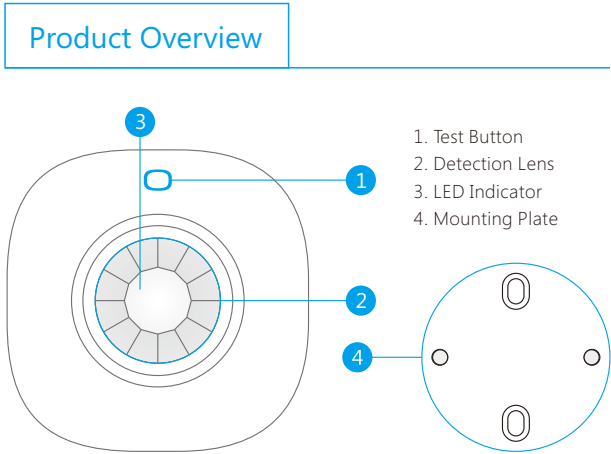 Product Overview
3
1. Test Button
2. Detection Lens
3. LED Indicator
4. Mounting Plate
1
2
4